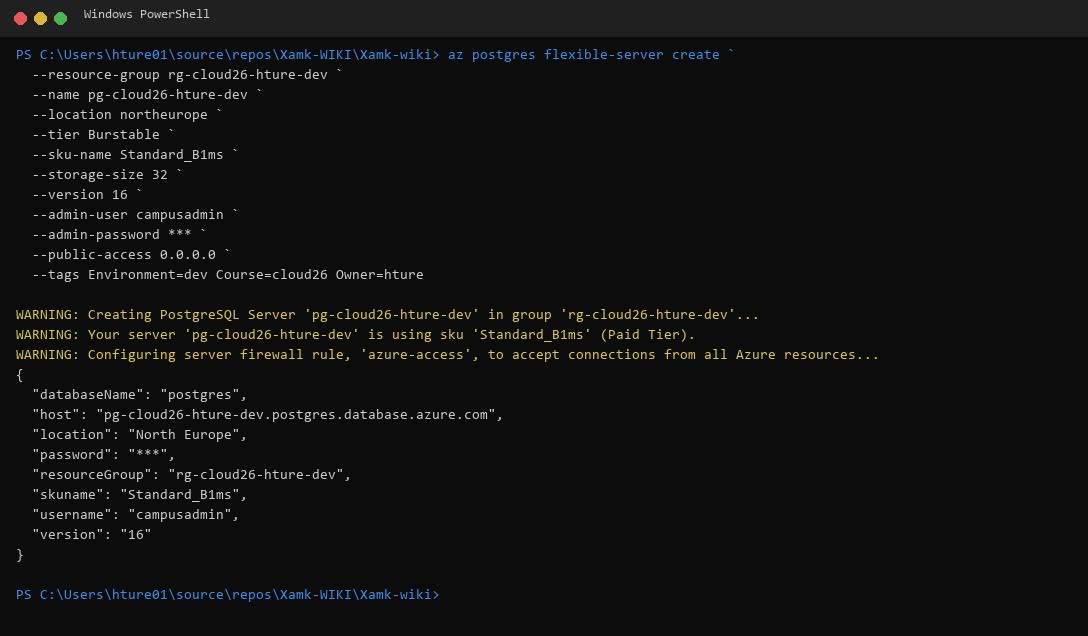 Windows PowerShell
PS C:\Users\hture01\source\repos\Xamk-WIKI\Xamk-wiki> az postgres flexible-server create `
  --resource-group rg-cloud26-hture-dev `
  --name pg-cloud26-hture-dev `
  --location northeurope `
  --tier Burstable `
  --sku-name Standard_B1ms `
  --storage-size 32 `
  --version 16 `
  --admin-user campusadmin `
  --admin-password *** `
  --public-access 0.0.0.0 `
  --tags Environment=dev Course=cloud26 Owner=hture
WARNING: Creating PostgreSQL Server 'pg-cloud26-hture-dev' in group 'rg-cloud26-hture-dev'...
WARNING: Your server 'pg-cloud26-hture-dev' is using sku 'Standard_B1ms' (Paid Tier).
WARNING: Configuring server firewall rule, 'azure-access', to accept connections from all Azure resources...
{
  "databaseName": "postgres",
  "host": "pg-cloud26-hture-dev.postgres.database.azure.com",
  "location": "North Europe",
  "password": "***",
  "resourceGroup": "rg-cloud26-hture-dev",
  "skuname": "Standard_B1ms",
  "username": "campusadmin",
  "version": "16"
}
PS C:\Users\hture01\source\repos\Xamk-WIKI\Xamk-wiki>